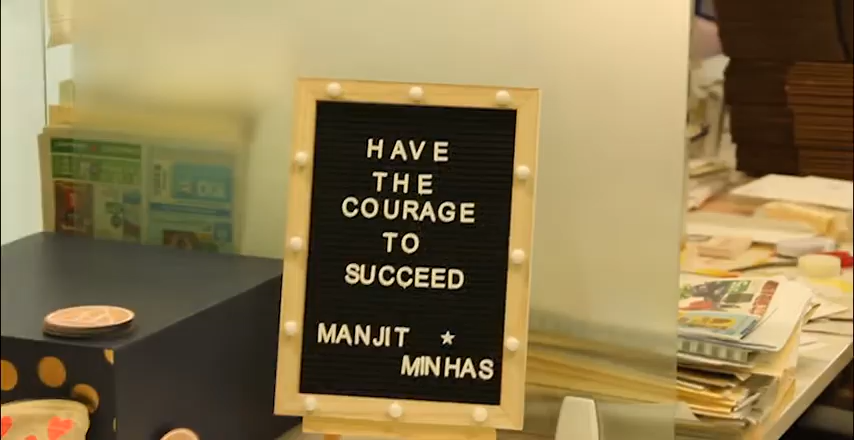 HAVE
THE
COURAGE
TO
SUCCEED
MANJIT ★
MINHAS